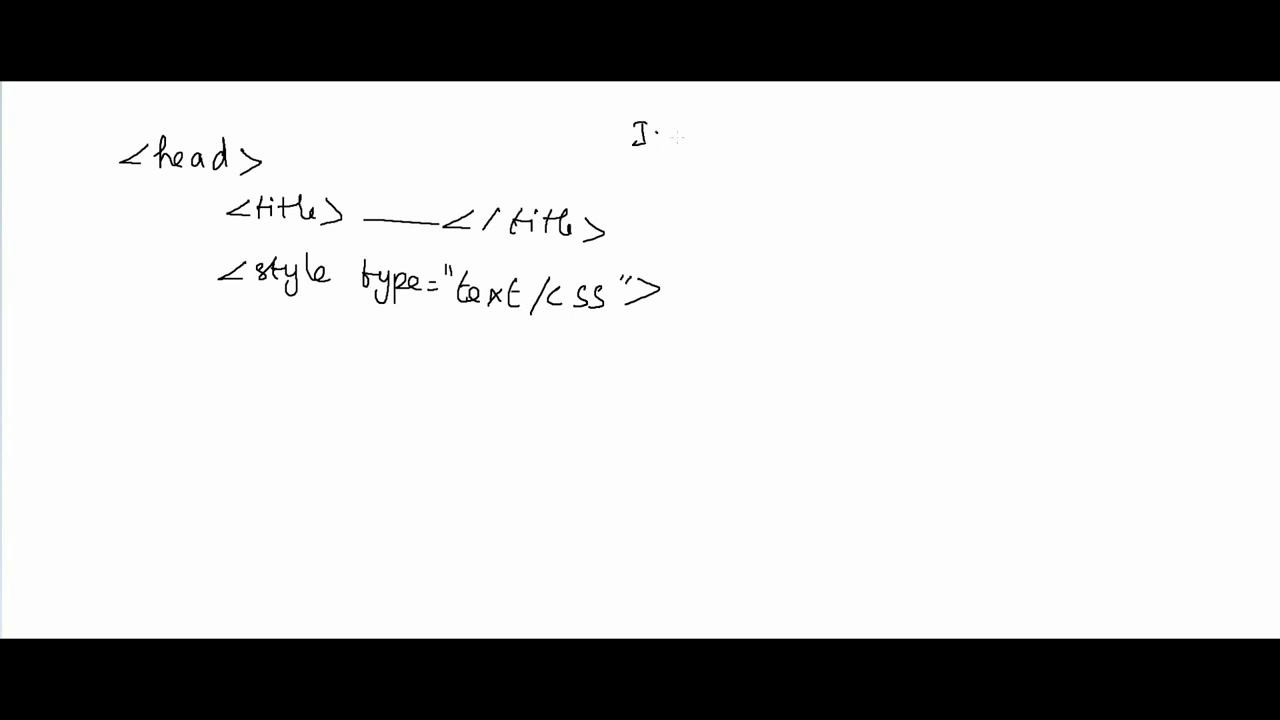 I.
<head>
<title> ——</title>
<style type="text/css">